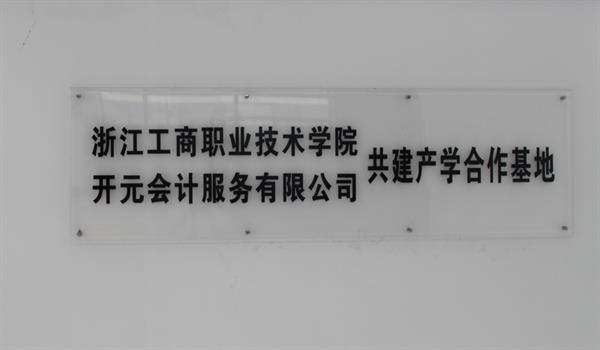 浙江工商职业技术学院
开元会计服务有限公司
共建产学合作基地